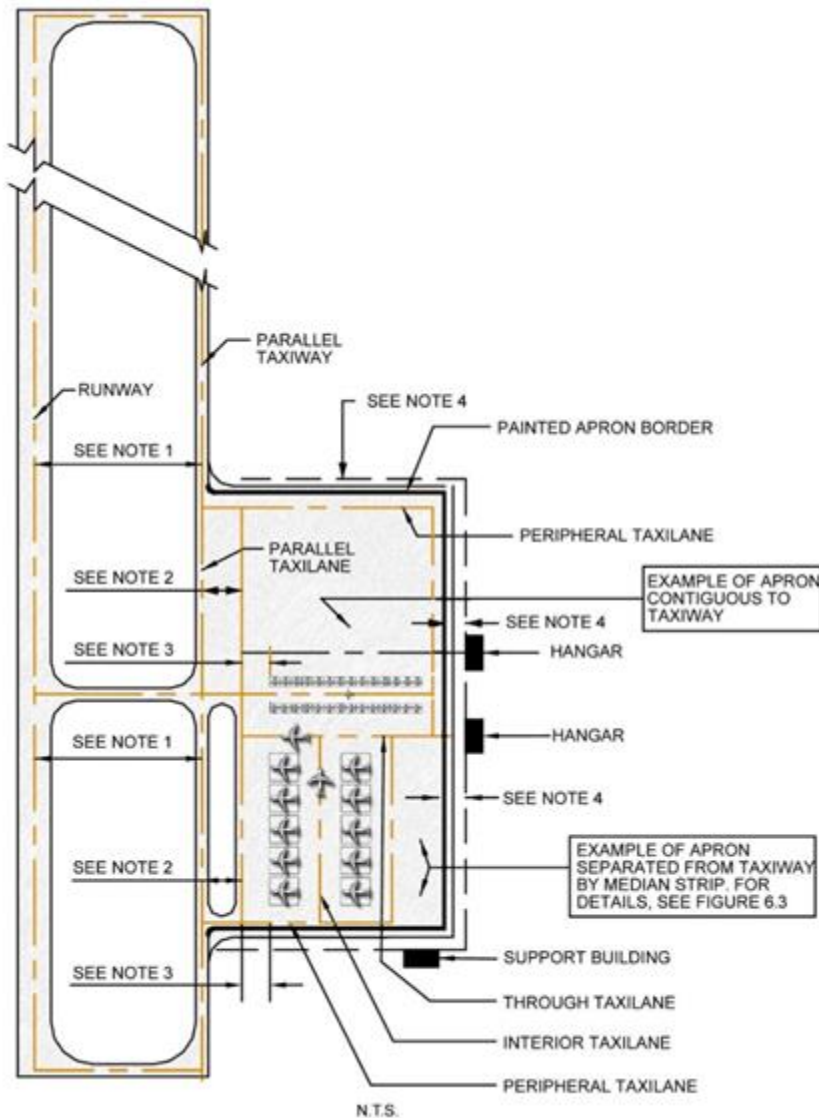 PARALLEL
TAXIWAY
RUNWAY
SEE NOTE 4
PAINTED APRON BORDER
SEE NOTE 1
PERIPHERAL TAXILANE
PARALLEL
TAXILANE
SEE NOTE 2
EXAMPLE OF APRON
CONTIGUOUS TO
TAXIWAY
SEE NOTE 4
SEE NOTE 3
HANGAR
SEE NOTE 1
HANGAR
SEE NOTE 4
SEE NOTE 2
EXAMPLE OF APRON
SEPARATED FROM TAXIWAY
BY MEDIAN STRIP. FOR
DETAILS, SEE FIGURE 6.3
SUPPORT BUILDING
SEE NOTE 3
THROUGH TAXILANE
INTERIOR TAXILANE
PERIPHERAL TAXILANE
N.T.S.